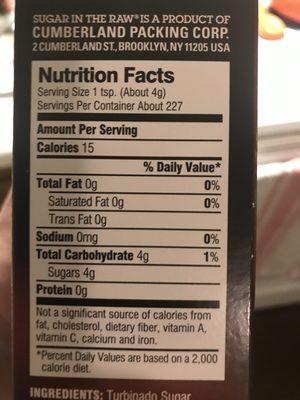 SUGAR IN THE RAW® IS A PRODUCT OF
CUMBERLAND PACKING CORP.
2 CUMBERLAND ST., BROOKLYN, NY 11205 USA
Nutrition Facts
Serving Size 1 tsp. (About 4g)
Servings Per Container About 227
Amount Per Serving
Calories 15
% Daily Value*
Total Fat 0g 0%
Saturated Fat 0g 0%
Trans Fat 0g
Sodium 0mg 0%
Total Carbohydrate 4g 1%
Sugars 4g
Protein 0g
Not a significant source of calories from
fat, cholesterol, dietary fiber, vitamin A,
vitamin C, calcium and iron.
*Percent Daily Values are based on a 2,000
calorie diet.
INGREDIENTS: Turbinado Sugar